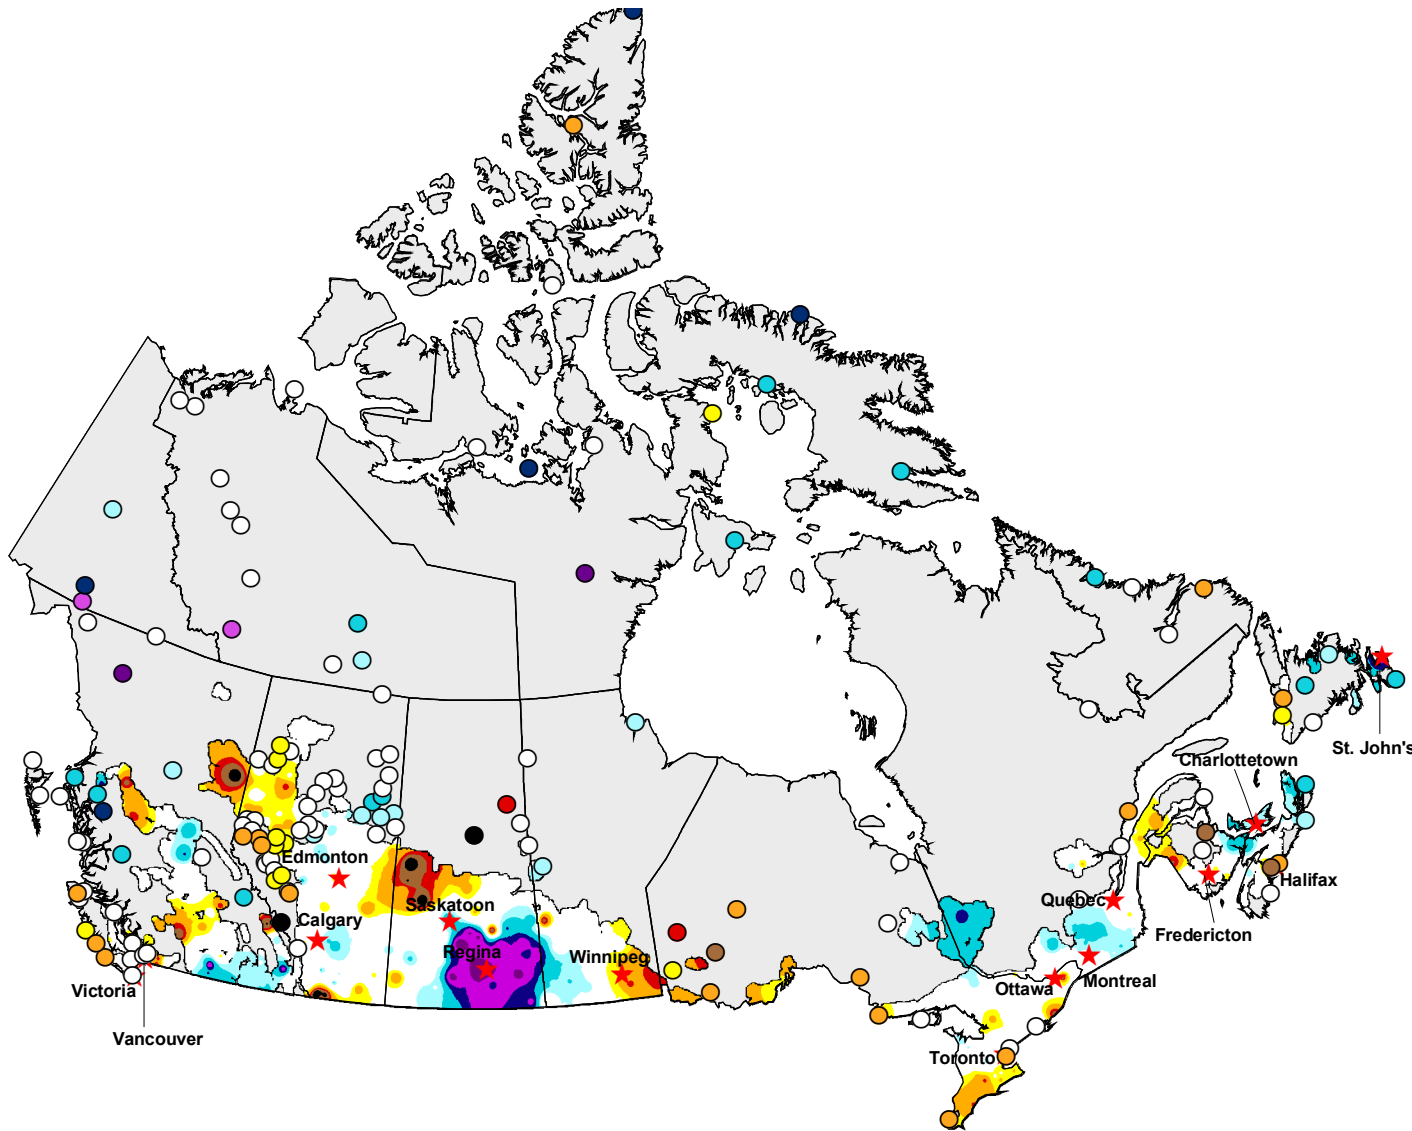 St. John's
Charlottetown
Edmonton
Halifax
Quebec
Saskatoon
Calgary
Fredericton
Regina
Winnipeg
Montreal
Ottawa
Victoria
Vancouver
Toronto